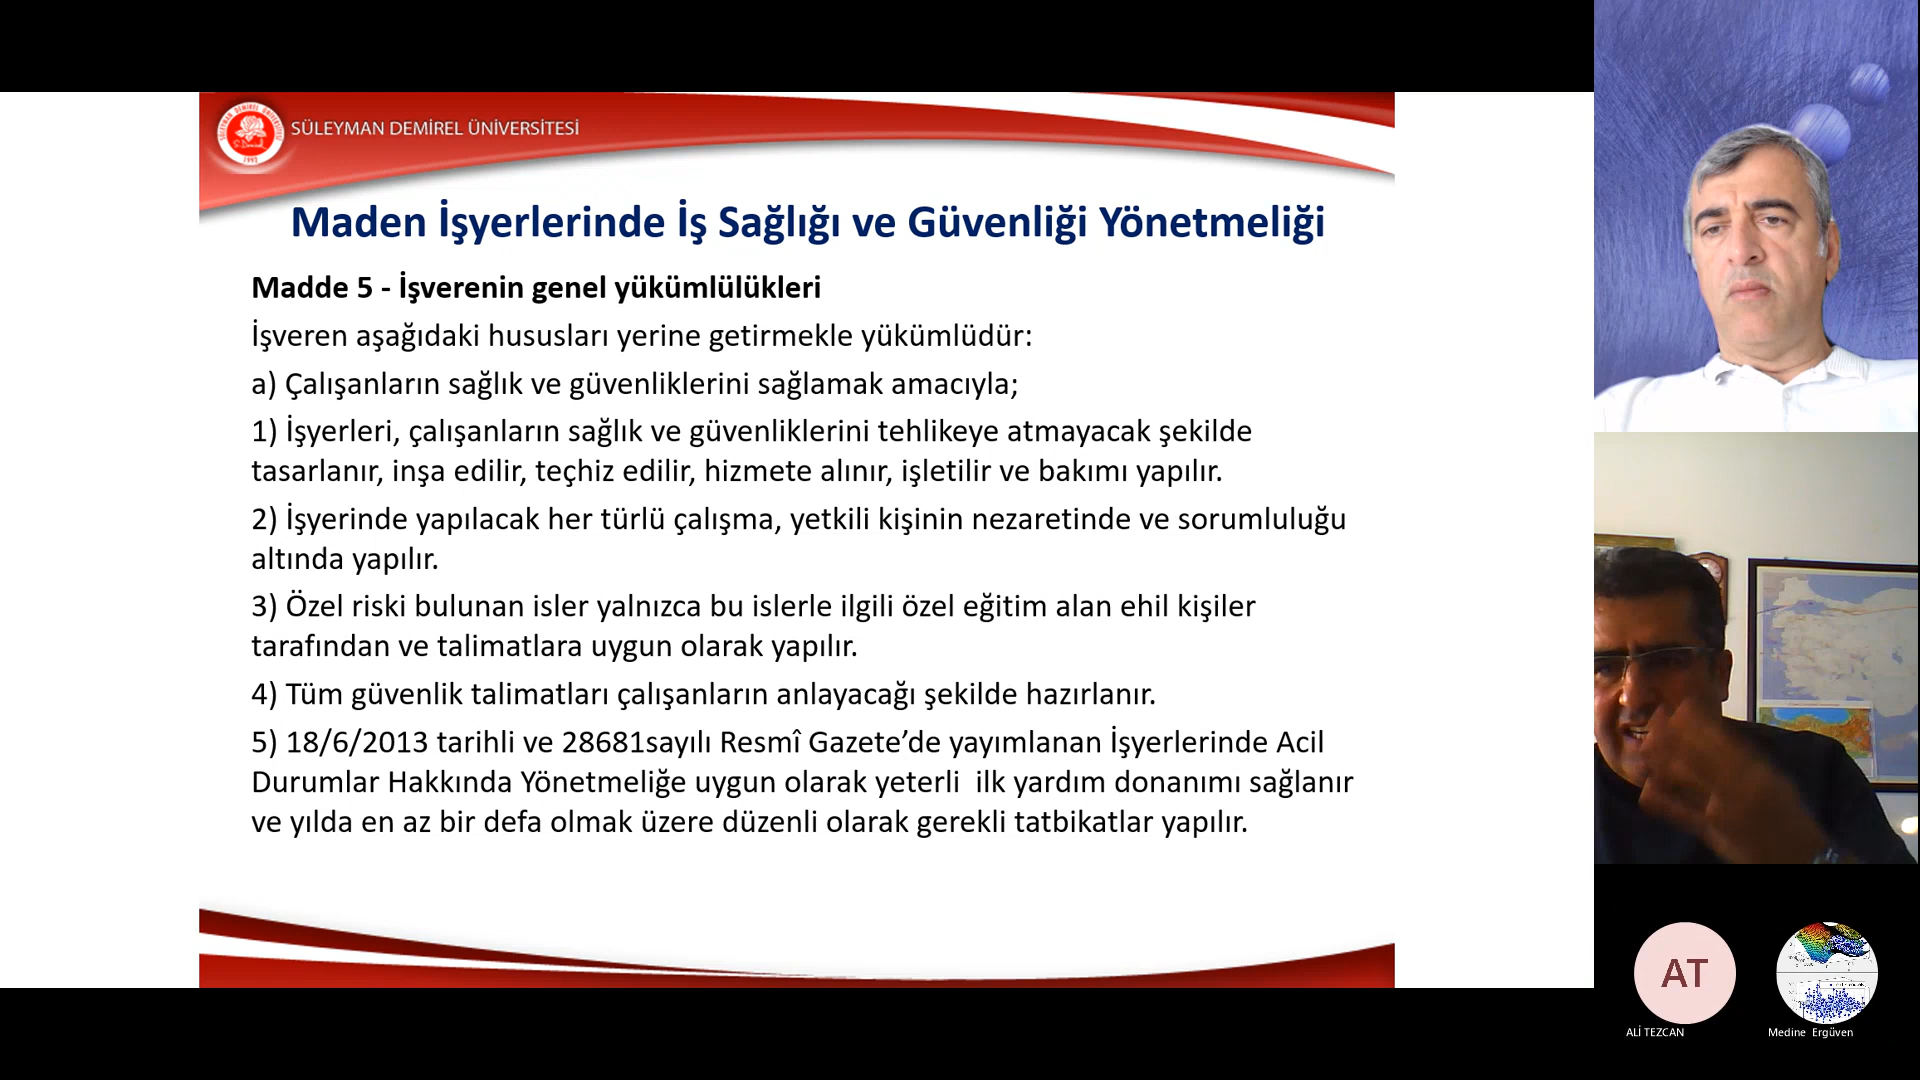 SÜLEYMAN DEMİREL ÜNİVERSİTESİ
1992
Maden İşyerlerinde İş Sağlığı ve Güvenliği Yönetmeliği
Madde 5 - İşverenin genel yükümlülükleri
İşveren aşağıdaki hususları yerine getirmekle yükümlüdür:
a) Çalışanların sağlık ve güvenliklerini sağlamak amacıyla;
1) İşyerleri, çalışanların sağlık ve güvenliklerini tehlikeye atmayacak şekilde
tasarlanır, inşa edilir, teçhiz edilir, hizmete alınır, işletilir ve bakımı yapılır.
2) İşyerinde yapılacak her türlü çalışma, yetkili kişinin nezaretinde ve sorumluluğu
altında yapılır.
3) Özel riski bulunan isler yalnızca bu islerle ilgili özel eğitim alan ehil kişiler
tarafından ve talimatlara uygun olarak yapılır.
4) Tüm güvenlik talimatları çalışanların anlayacağı şekilde hazırlanır.
5) 18/6/2013 tarihli ve 28681sayılı Resmî Gazete’de yayımlanan İşyerlerinde Acil
Durumlar Hakkında Yönetmeliğe uygun olarak yeterli  ilk yardım donanımı sağlanır
ve yılda en az bir defa olmak üzere düzenli olarak gerekli tatbikatlar yapılır.
AT
ALİ TEZCAN
Medine Ergüven